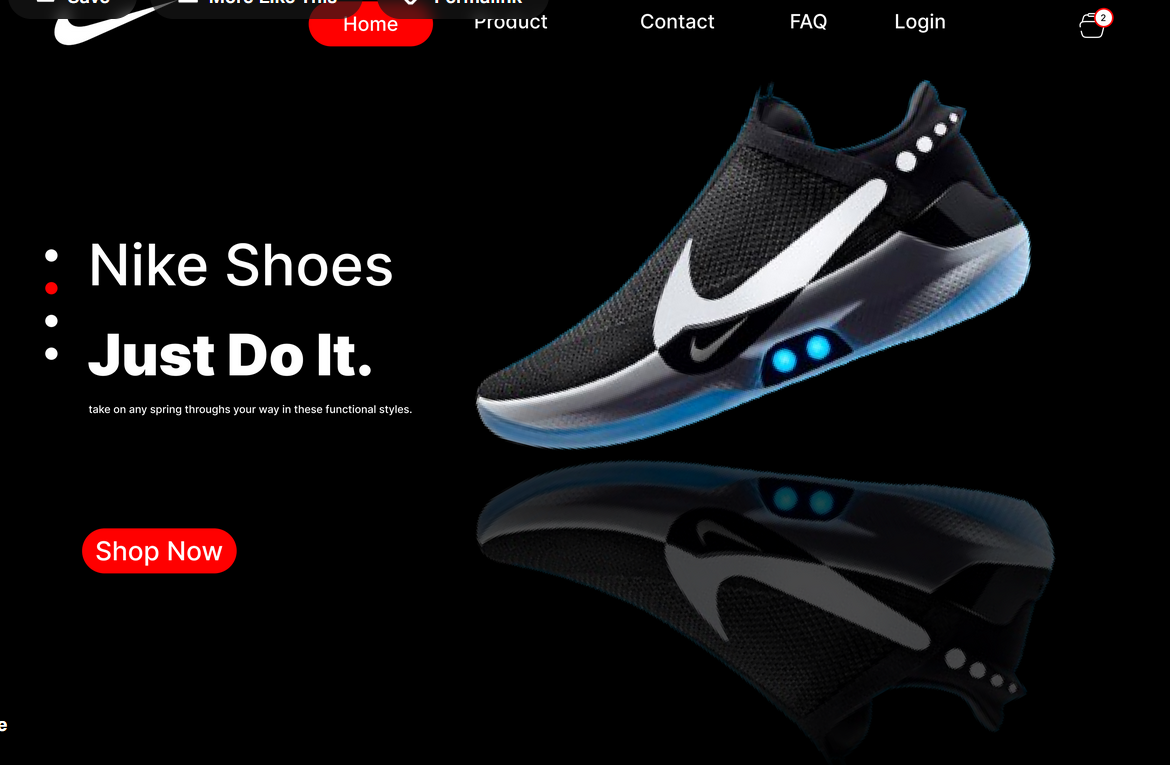 Save More Like This Permalink
Home Product Contact FAQ Login 2
Nike Shoes
Just Do It.
take on any spring throughs your way in these functional styles.
Shop Now
e